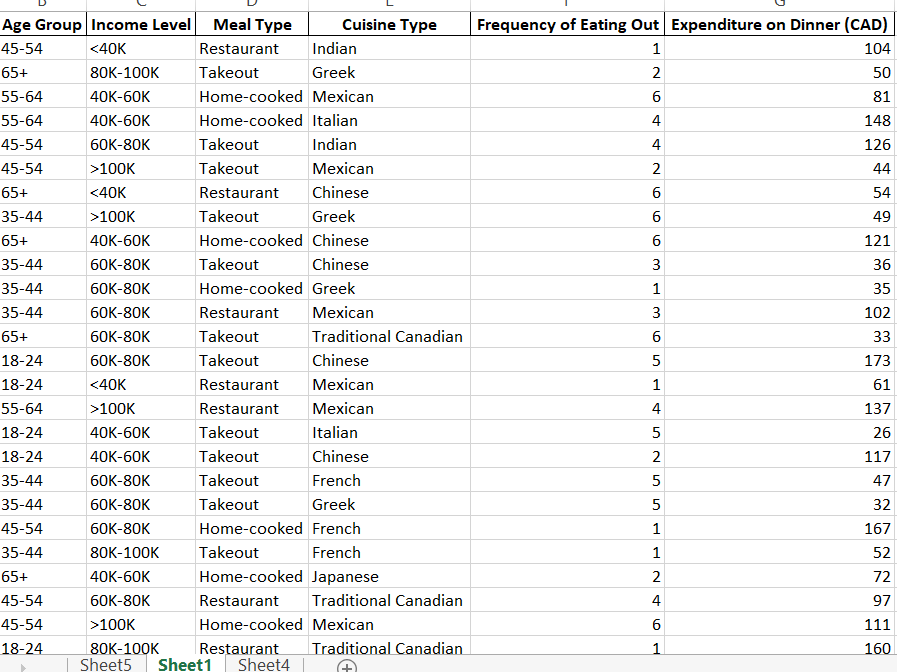 Age Group Income Level Meal Type Cuisine Type Frequency of Eating Out Expenditure on Dinner (CAD)
45-54 <40K Restaurant Indian 1 104
65+ 80K-100K Takeout Greek 2 50
55-64 40K-60K Home-cooked Mexican 6 81
55-64 40K-60K Home-cooked Italian 4 148
45-54 60K-80K Takeout Indian 4 126
45-54 >100K Takeout Mexican 2 44
65+ <40K Restaurant Chinese 6 54
35-44 >100K Takeout Greek 6 49
65+ 40K-60K Home-cooked Chinese 6 121
35-44 60K-80K Takeout Chinese 3 36
35-44 60K-80K Home-cooked Greek 1 35
35-44 60K-80K Restaurant Mexican 3 102
65+ 60K-80K Takeout Traditional Canadian 6 33
18-24 60K-80K Takeout Chinese 5 173
18-24 <40K Restaurant Mexican 1 61
55-64 >100K Restaurant Mexican 4 137
18-24 40K-60K Takeout Italian 5 26
18-24 40K-60K Takeout Chinese 2 117
35-44 60K-80K Takeout French 5 47
35-44 60K-80K Takeout Greek 5 32
45-54 60K-80K Home-cooked French 1 167
35-44 80K-100K Takeout French 1 52
65+ 40K-60K Home-cooked Japanese 2 72
45-54 60K-80K Restaurant Traditional Canadian 4 97
45-54 >100K Home-cooked Mexican 6 111
18-24 80K-100K Restaurant Traditional Canadian 1 160
Sheet5 Sheet1 Sheet4